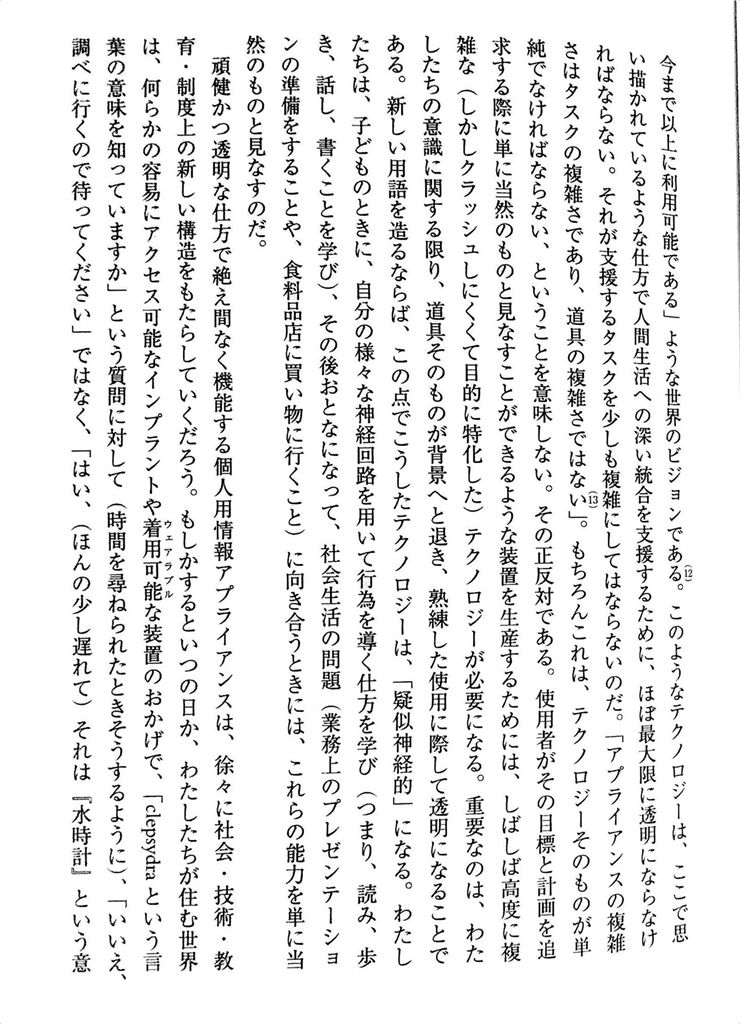 今まで以上に利用可能である」ような世界のビジョンである。(12)このようなテクノロジーは、ここで思
い描かれているような仕方で人間生活への深い統合を支援するために、ほぼ最大限に透明にならなけ
ればならない。それが支援するタスクを少しも複雑にしてはならないのだ。「アプライアンスの複雑
さはタスクの複雑さであり、道具の複雑さではない」(13)。もちろんこれは、テクノロジーそのものが単
純でなければならない、ということを意味しない。その正反対である。使用者がその目標と計画を追
求する際に単に当然のものと見なすことができるような装置を生産するためには、しばしば高度に複
雑な（しかしクラッシュしにくくて目的に特化した）テクノロジーが必要になる。重要なのは、わた
したちの意識に関する限り、道具そのものが背景へと退き、熟練した使用に際して透明になることで
ある。新しい用語を造るならば、この点でこうしたテクノロジーは、「疑似神経的」になる。わたし
たちは、子どものときに、自分の様々な神経回路を用いて行為を導く仕方を学び（つまり、読み、歩
き、話し、書くことを学び）、その後おとなになって、社会生活の問題（業務上のプレゼンテーショ
ンの準備をすることや、食料品店に買い物に行くこと）に向き合うときには、これらの能力を単に当
然のものと見なすのだ。
頑健かつ透明な仕方で絶え間なく機能する個人用情報アプライアンスは、徐々に社会・技術・教
育・制度上の新しい構造をもたらしていくだろう。もしかするといつの日か、わたしたちが住む世界
は、何らかの容易にアクセス可能なインプラントや着用可能な装置のおかげで、「clepsydraという言
ウェアラブル
葉の意味を知っていますか」という質問に対して（時間を尋ねられたときそうするように）、「いいえ、
調べに行くので待ってください」ではなく、「はい、（ほんの少し遅れて）それは『水時計』という意